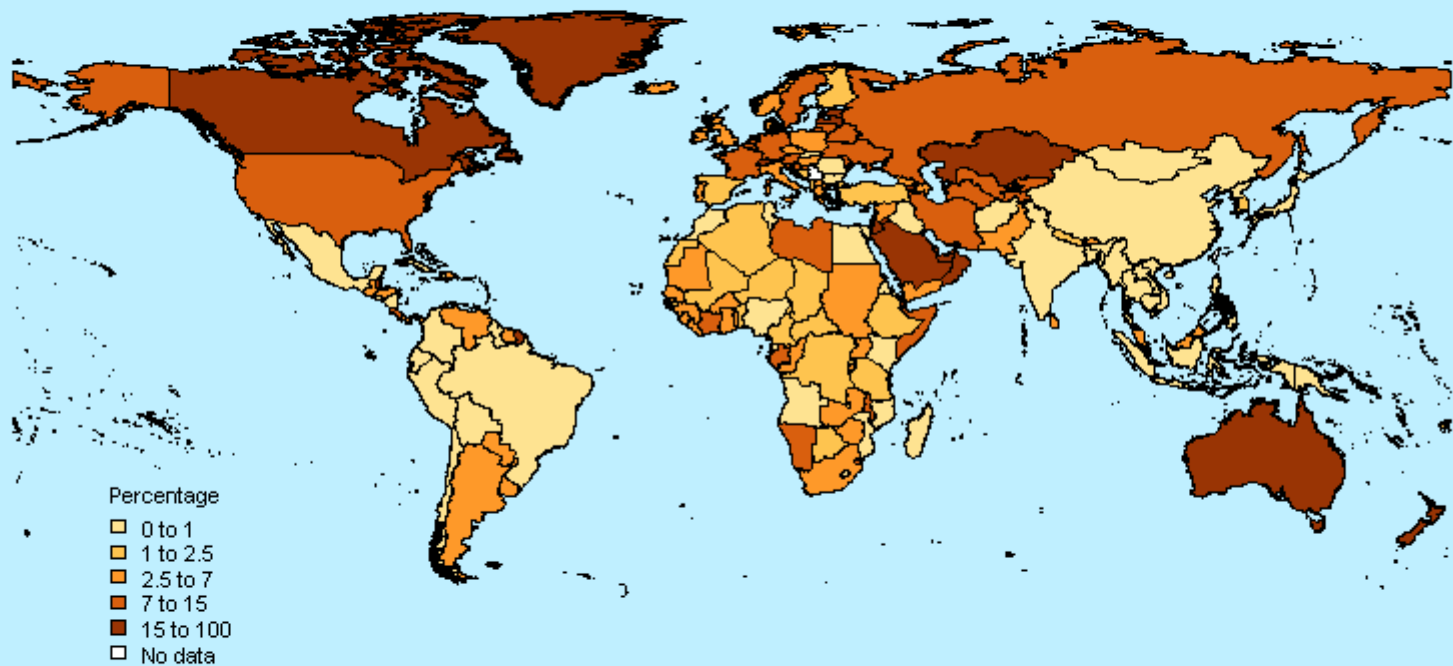 Percentage
0 to 1
1 to 2.5
2.5 to 7
7 to 15
15 to 100
No data